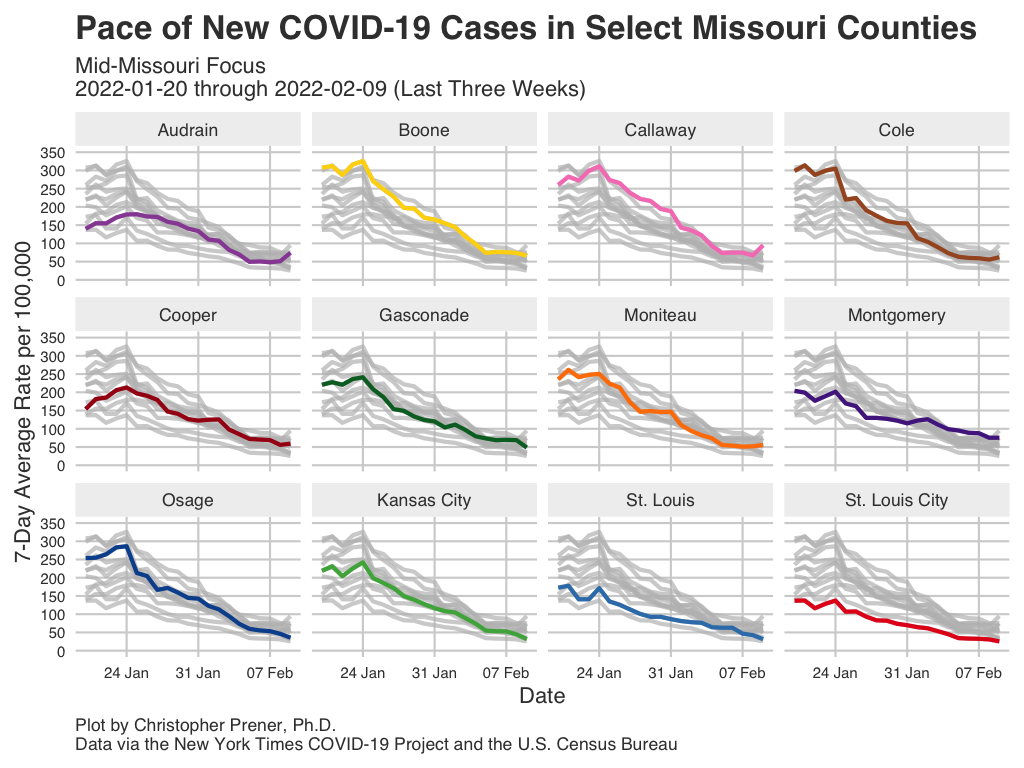 Pace of New COVID-19 Cases in Select Missouri Counties
Mid-Missouri Focus
2022-01-20 through 2022-02-09 (Last Three Weeks)
Audrain
Boone
Callaway
Cole
350
300
250
200
150
100
50
0
Cooper
Gasconade
Moniteau
Montgomery
350
300
250
200
150
100
50
0
Osage
Kansas City
St. Louis
St. Louis City
350
300
250
200
150
100
50
0
7-Day Average Rate per 100,000
24 Jan
31 Jan
07 Feb
24 Jan
31 Jan
07 Feb
24 Jan
31 Jan
07 Feb
24 Jan
31 Jan
07 Feb
Date
Plot by Christopher Prener, Ph.D.
Data via the New York Times COVID-19 Project and the U.S. Census Bureau